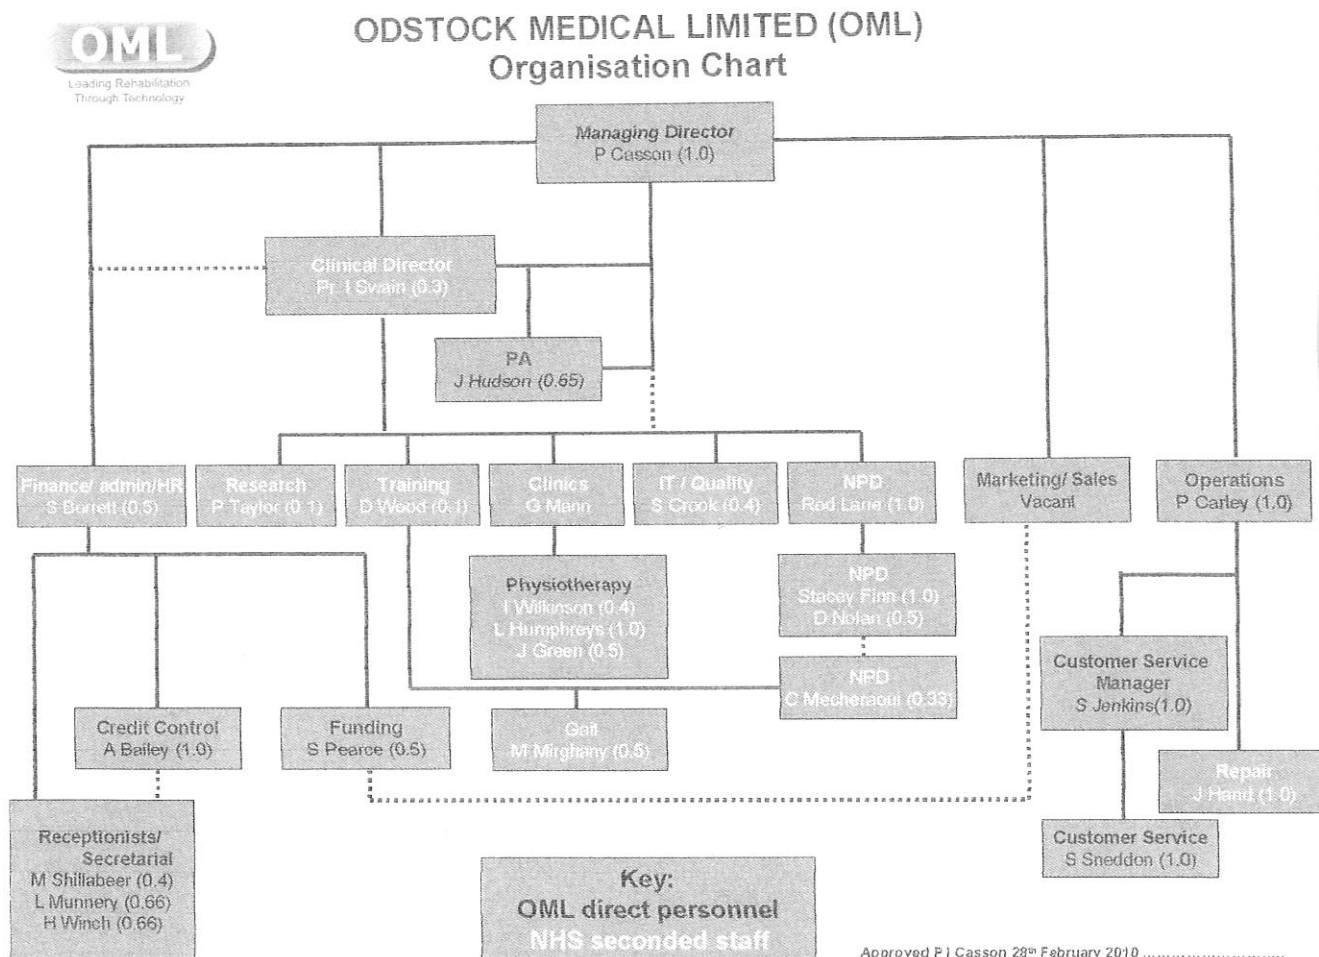 OML
Leading Rehabilitation
Through Technology
ODSTOCK MEDICAL LIMITED (OML)
Organisation Chart
Managing Director
P Casson (1.0)
Clinical Director
Pr. I Swain (0.3)
PA
J Hudson (0.65)
Finance/ admin/HR
S Borrett (0.5)
Research
P Taylor (0.1)
Training
D Wood (0.1)
Clinics
G Mann
IT / Quality
S Crook (0.4)
NPD
Rod Lane (1.0)
Marketing/ Sales
Vacant
Operations
P Carley (1.0)
Physiotherapy
I Wilkinson (0.4)
L Humphreys (1.0)
J Green (0.5)
NPD
Stacey Finn (1.0)
D Nolan (0.5)
NPD
C Mecheraoui (0.33)
Customer Service
Manager
S Jenkins(1.0)
Credit Control
A Bailey (1.0)
Funding
S Pearce (0.5)
Gait
M Mirghany (0.5)
Repair
J Hand (1.0)
Receptionists/
Secretarial
M Shillabeer (0.4)
L Munnery (0.66)
H Winch (0.66)
Customer Service
S Sneddon (1.0)
Key:
OML direct personnel
NHS seconded staff
Approved P I Casson 28th February 2010 ..............................